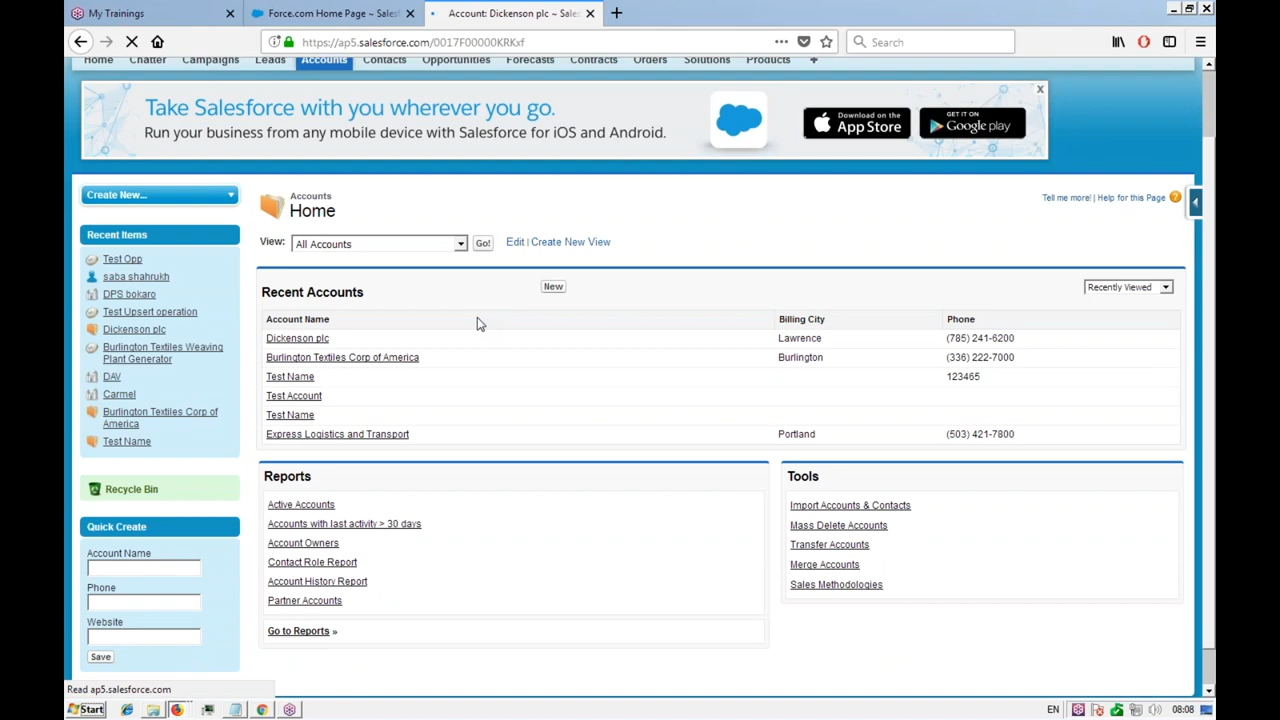 My Trainings
Force.com Home Page ~ Sales
Account: Dickenson plc ~ Sales
https://ap5.salesforce.com/0017F00000KRKxf
Search
Home Chatter Campaigns Leads Accounts Contacts Opportunities Forecasts Contracts Orders Solutions Products +
Take Salesforce with you wherever you go.
Run your business from any mobile device with Salesforce for iOS and Android.
Download on the
App Store
GET IT ON
Google play
x
Create New...
Accounts
Home
Tell me more! | Help for this Page ?
Recent Items
Test Opp
saba shahrukh
DPS bokaro
Test Upsert operation
Dickenson plc
Burlington Textiles Weaving
Plant Generator
DAV
Carmel
Burlington Textiles Corp of
America
Test Name
View: All Accounts Go! Edit | Create New View
Recent Accounts New Recently Viewed
Account Name Billing City Phone
Dickenson plc Lawrence (785) 241-6200
Burlington Textiles Corp of America Burlington (336) 222-7000
Test Name 123465
Test Account
Test Name
Express Logistics and Transport Portland (503) 421-7800
Recycle Bin
Quick Create
Account Name
Phone
Website
Save
Reports
Active Accounts
Accounts with last activity > 30 days
Account Owners
Contact Role Report
Account History Report
Partner Accounts
Go to Reports »
Tools
Import Accounts & Contacts
Mass Delete Accounts
Transfer Accounts
Merge Accounts
Sales Methodologies
Read ap5.salesforce.com
Start
EN
08:08